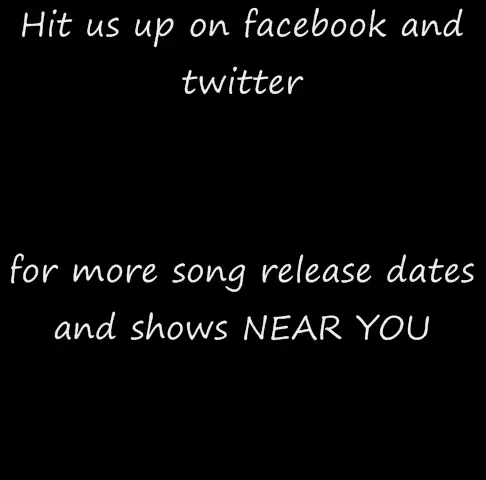 Hit us up on facebook and
twitter
for more song release dates
and shows NEAR YOU